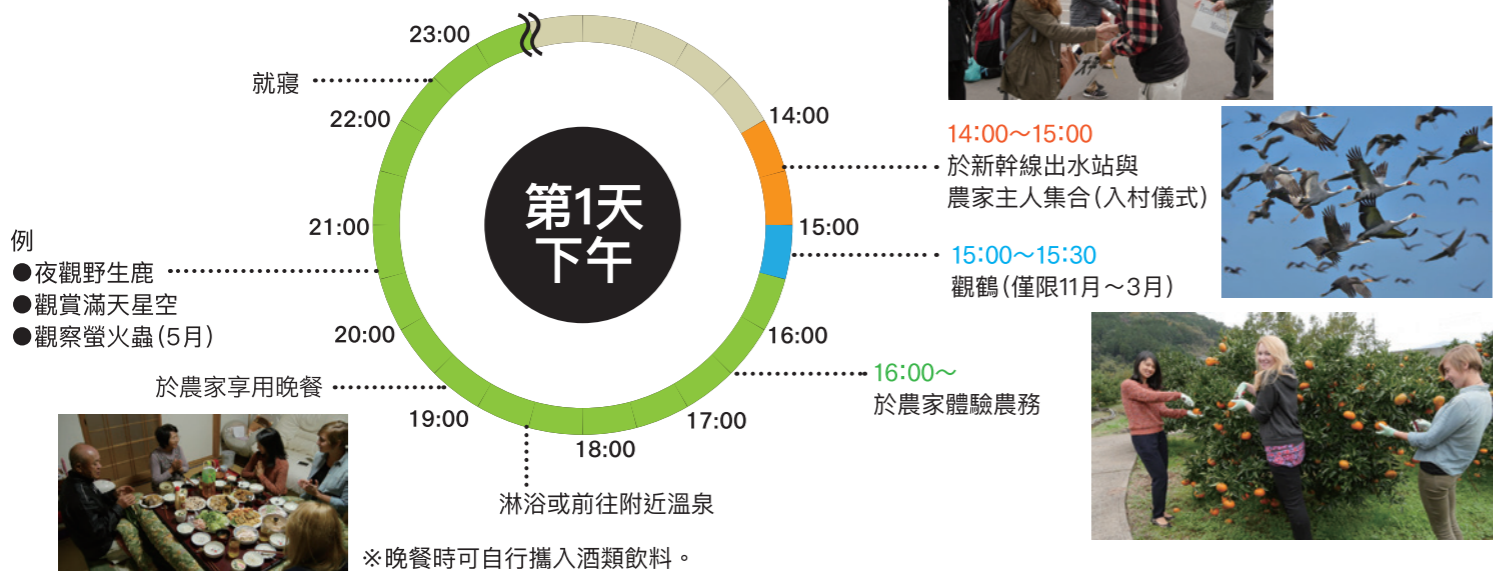 第1天
下午
14:00
14:00～15:00
於新幹線出水站與
農家主人集合(入村儀式)
15:00
15:00～15:30
觀鶴(僅限11月～3月)
16:00
16:00～
於農家體驗農務
17:00
18:00
淋浴或前往附近溫泉
19:00
於農家享用晚餐
※晚餐時可自行攜入酒類飲料。
20:00
例
●夜觀野生鹿
●觀賞滿天星空
●觀察螢火蟲(5月)
21:00
22:00
就寢
23:00